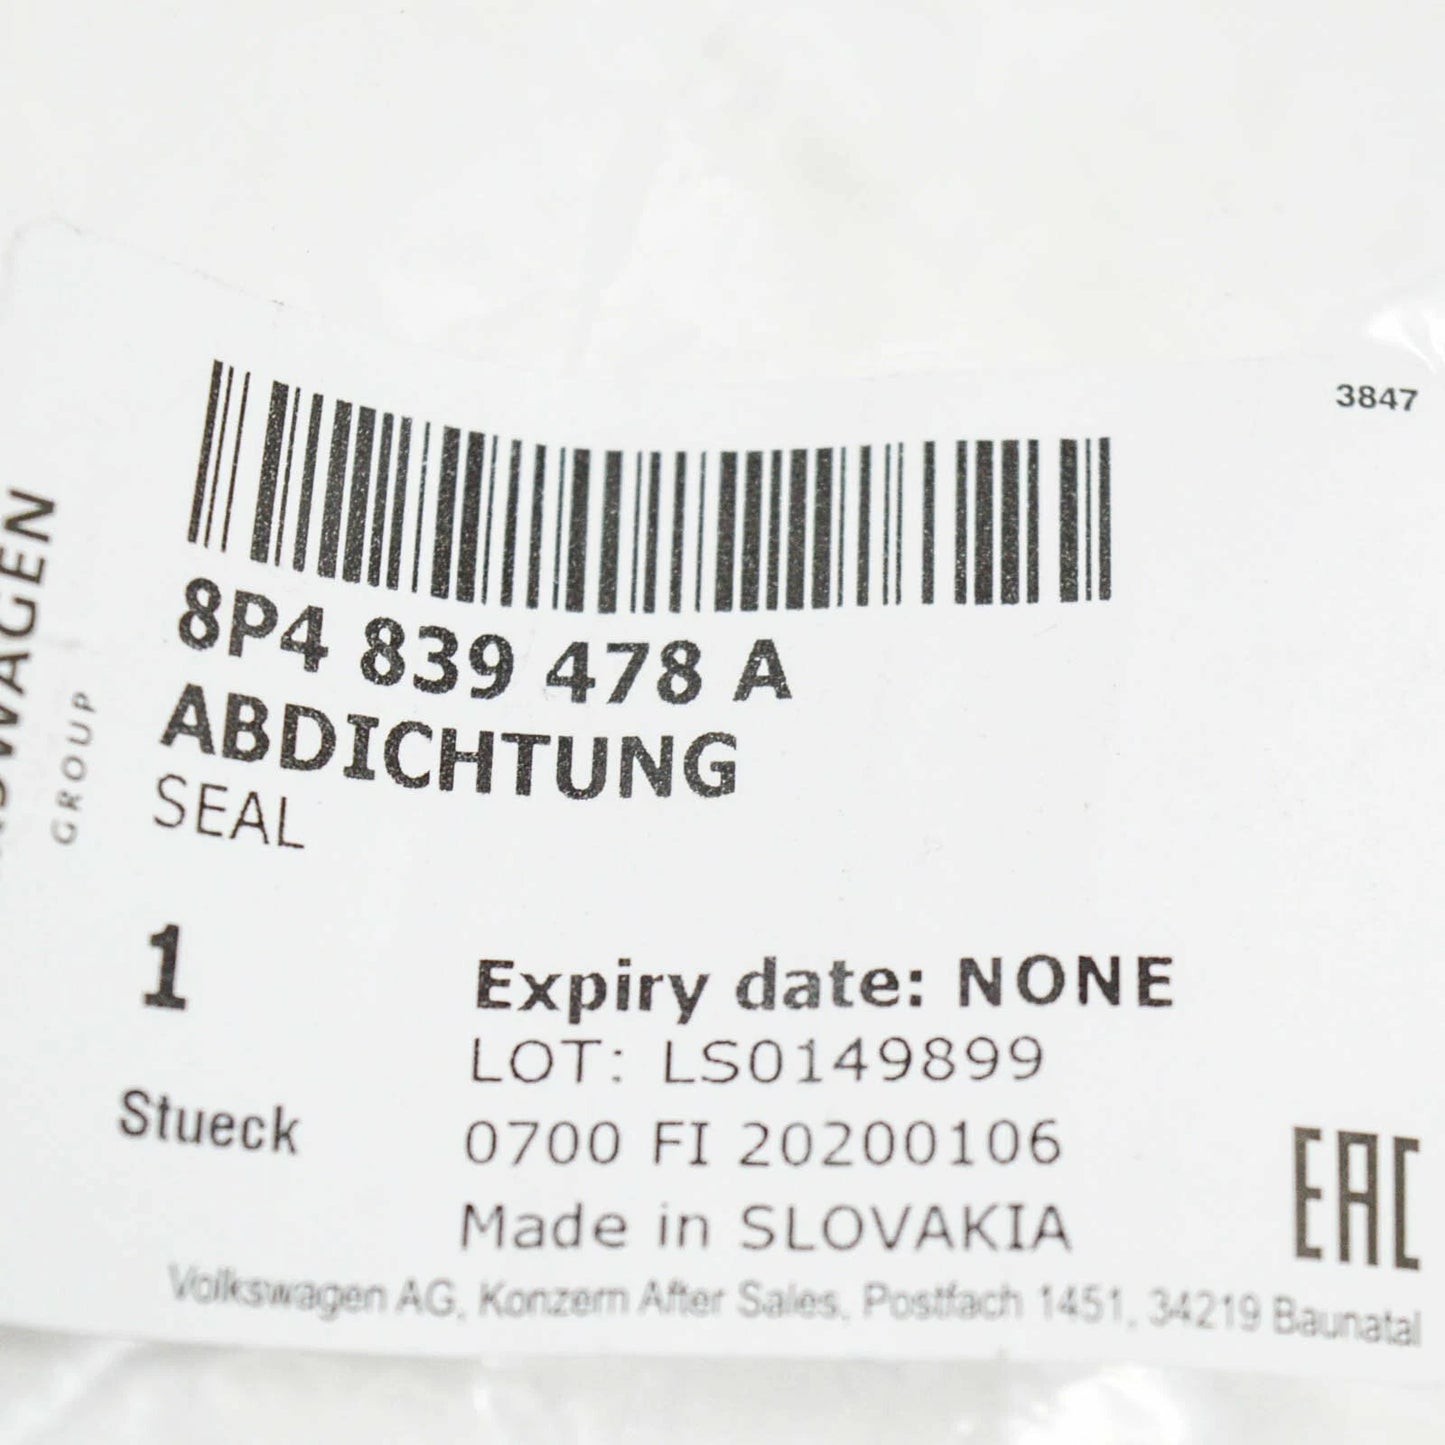 3847
8P4 839 478 A
ABDICHTUNG
SEAL
GROUP
1
Stueck
Expiry date: NONE
LOT: LS0149899
0700 FI 20200106
Made in SLOVAKIA
EAC
Volkswagen AG, Konzern After Sales, Postfach 1451, 34219 Baunatal